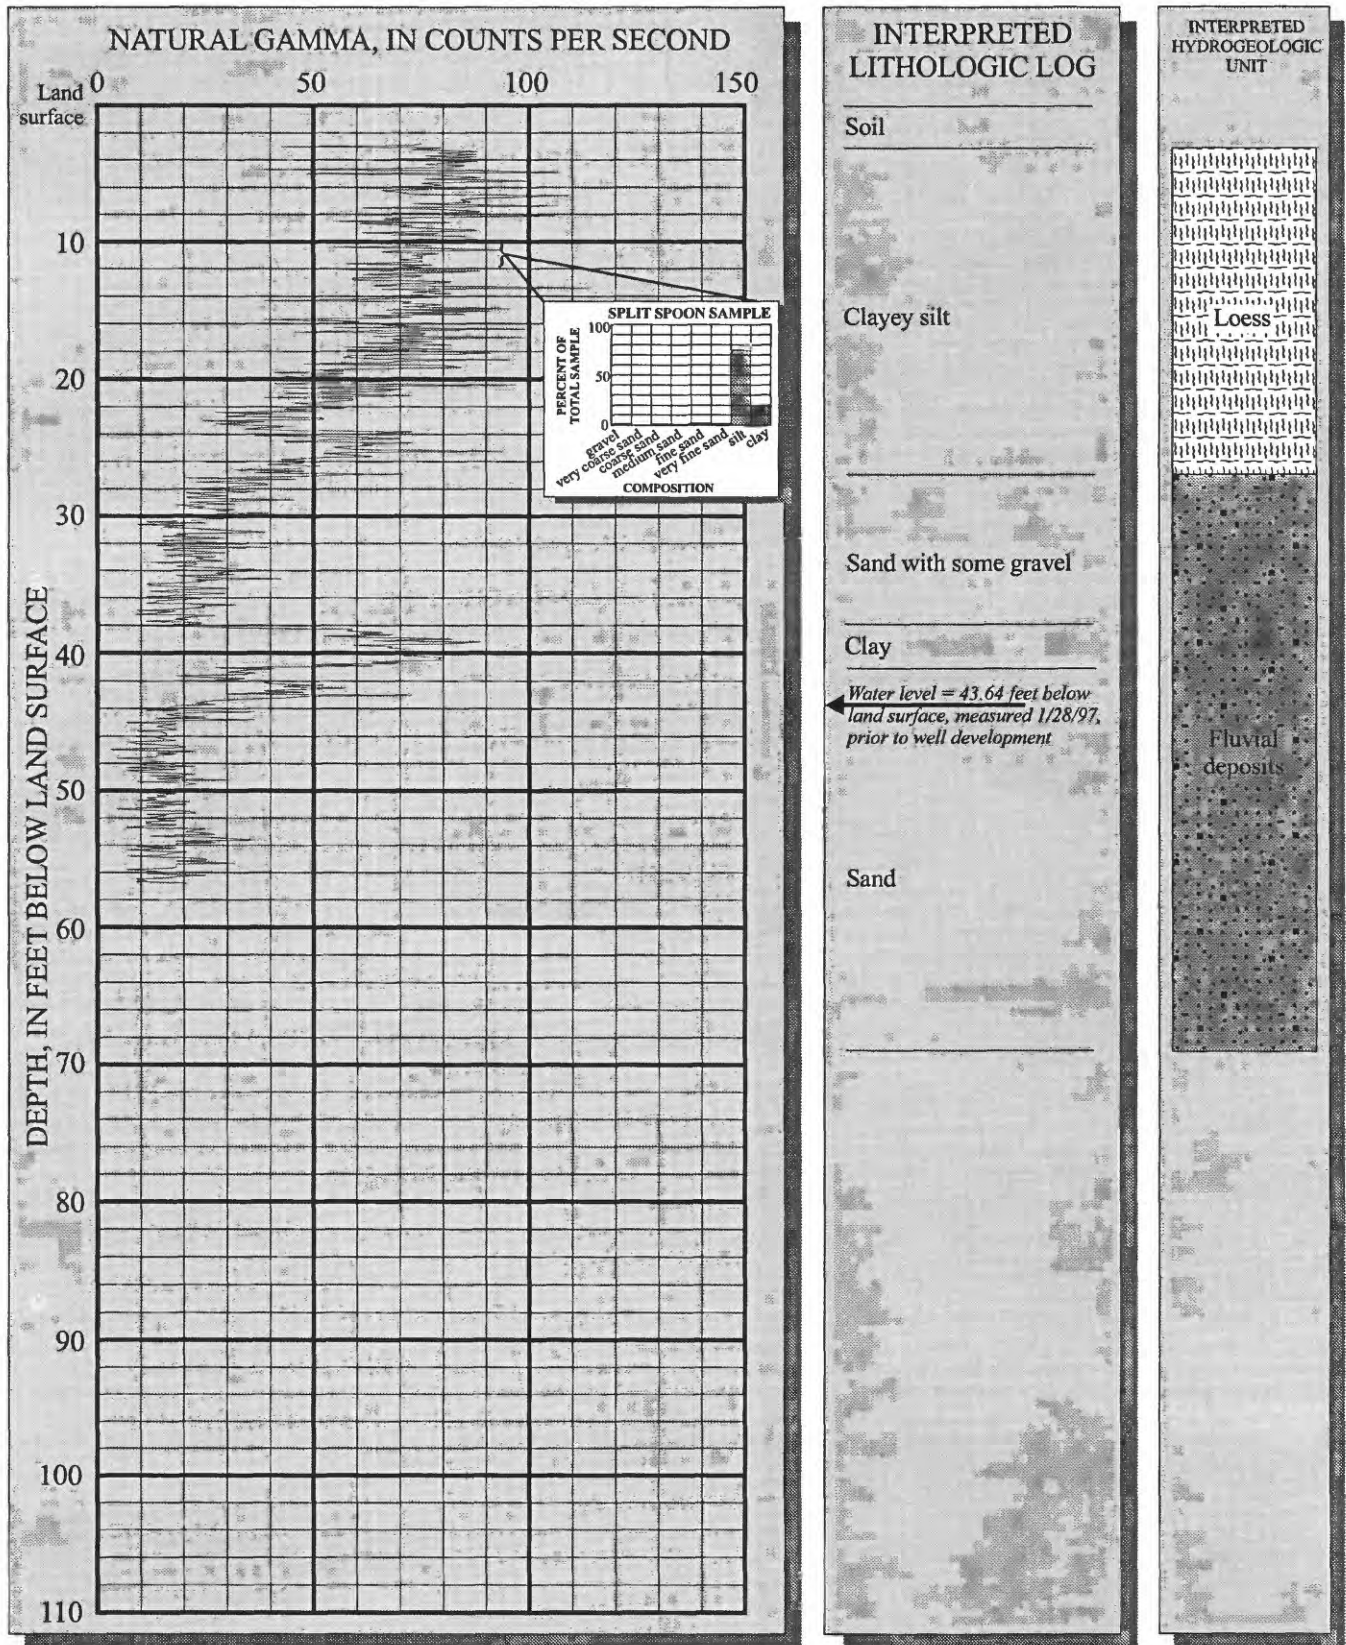 NATURAL GAMMA, IN COUNTS PER SECOND
0 50 100 150
Land
surface
10
20
30
40
50
60
70
80
90
100
110
DEPTH, IN FEET BELOW LAND SURFACE
SPLIT SPOON SAMPLE
100
50
0
PERCENT OF
TOTAL SAMPLE
gravel
very coarse sand
coarse sand
medium sand
fine sand
very fine sand
silt
clay
COMPOSITION
INTERPRETED
LITHOLOGIC LOG
Soil
Clayey silt
Sand with some gravel
Clay
Water level = 43.64 feet below
land surface, measured 1/28/97,
prior to well development
Sand
INTERPRETED
HYDROGEOLOGIC
UNIT
Loess
Fluvial
deposits